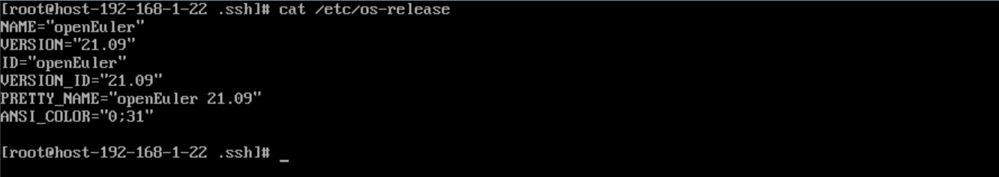 [root@host-192-168-1-22 .ssh]# cat /etc/os-release
NAME="openEuler"
VERSION="21.09"
ID="openEuler"
VERSION_ID="21.09"
PRETTY_NAME="openEuler 21.09"
ANSI_COLOR="0;31"
[root@host-192-168-1-22 .ssh]# _